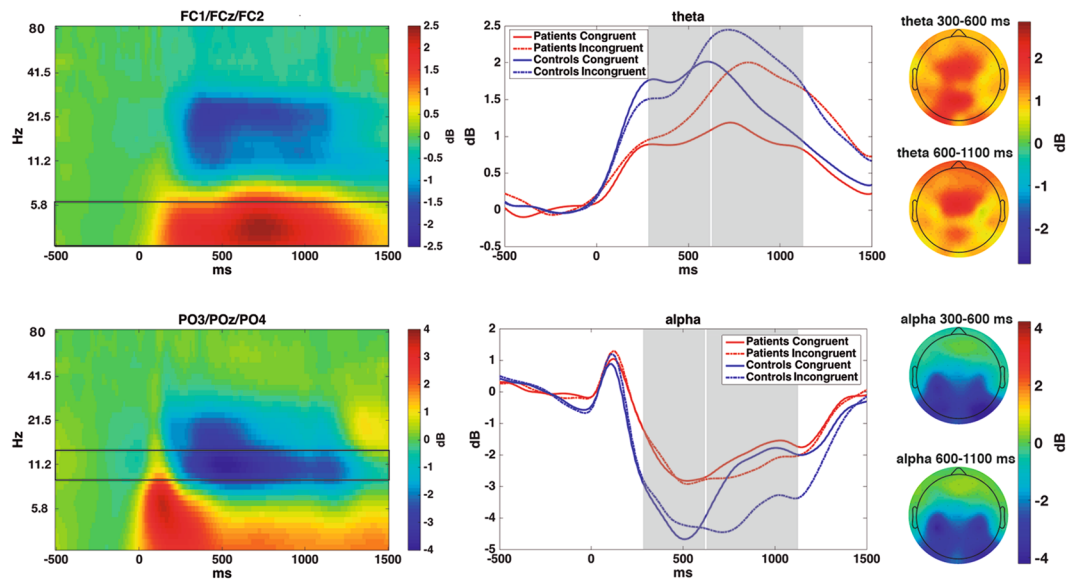 FC1/FCz/FC2
80
41.5
21.5
11.2
5.8
Hz
-500
0
500
1000
1500
ms
2.5
2
1.5
1
0.5
0
-0.5
-1
-1.5
-2
-2.5
dB
theta
Patients Congruent
Patients Incongruent
Controls Congruent
Controls Incongruent
2.5
2
1.5
1
0.5
0
-0.5
dB
-500
0
500
1000
1500
ms
theta 300-600 ms
theta 600-1100 ms
2
1
0
-1
-2
dB
PO3/POz/PO4
80
41.5
21.5
11.2
5.8
Hz
-500
0
500
1000
1500
ms
4
3
2
1
0
-1
-2
-3
-4
dB
alpha
Patients Congruent
Patients Incongruent
Controls Congruent
Controls Incongruent
2
1
0
-1
-2
-3
-4
-5
dB
-500
0
500
1000
1500
ms
alpha 300-600 ms
alpha 600-1100 ms
4
2
0
-2
-4
dB